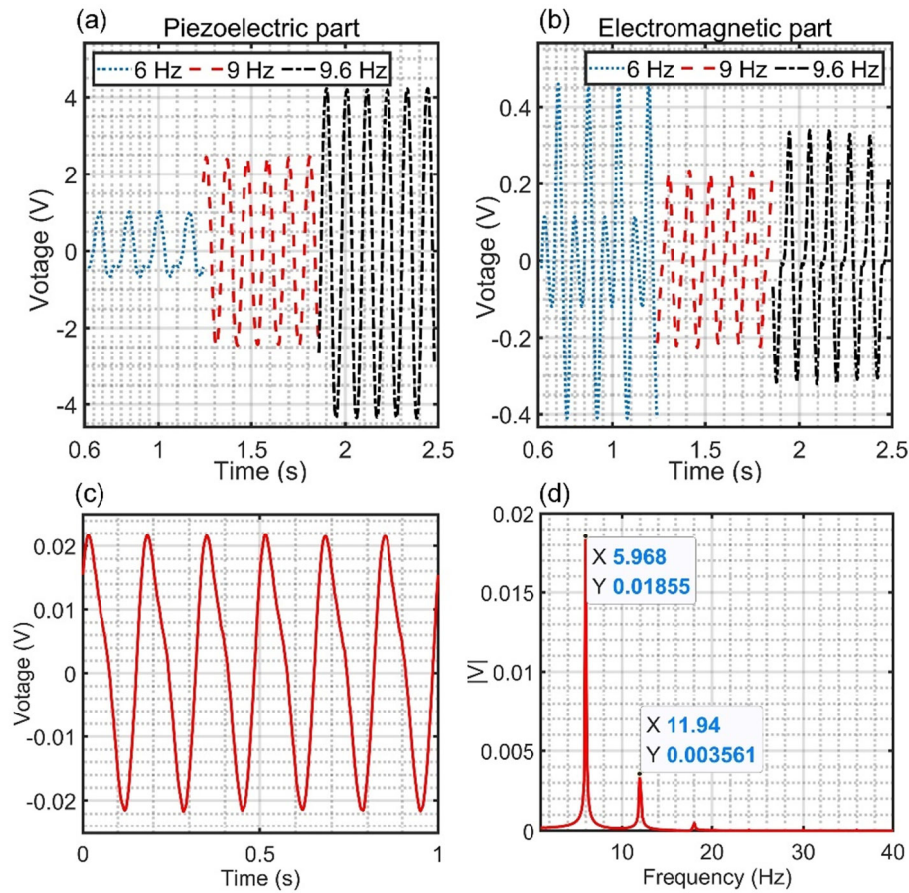 (a) Piezoelectric part
6 Hz 9 Hz 9.6 Hz
4
2
0
-2
-4
Votage (V)
0.6 1 1.5 2 2.5
Time (s)
(b) Electromagnetic part
6 Hz 9 Hz 9.6 Hz
0.4
0.2
0
-0.2
-0.4
Votage (V)
0.6 1 1.5 2 2.5
Time (s)
(c)
0.02
0.01
0
-0.01
-0.02
Votage (V)
0 0.5 1
Time (s)
(d)
0.02
0.015
0.01
0.005
0
|V|
X 5.968
Y 0.01855
X 11.94
Y 0.003561
10 20 30 40
Frequency (Hz)